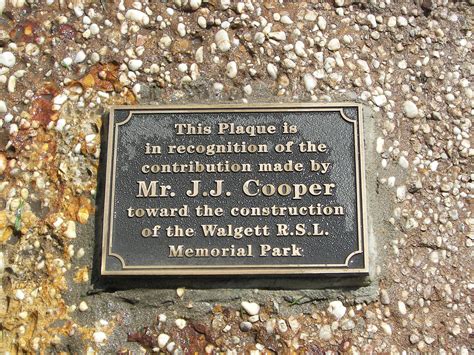 This Plaque is
in recognition of the
contribution made by
Mr. J.J. Cooper
toward the construction
of the Walgett R.S.L.
Memorial Park